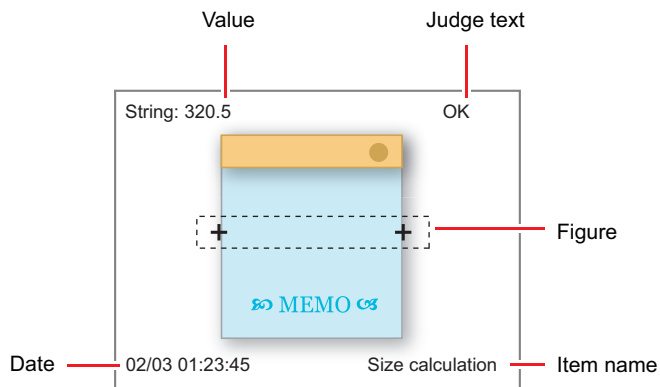 Value
Judge text
String: 320.5
OK
Figure
MEMO
Date
02/03 01:23:45
Size calculation
Item name